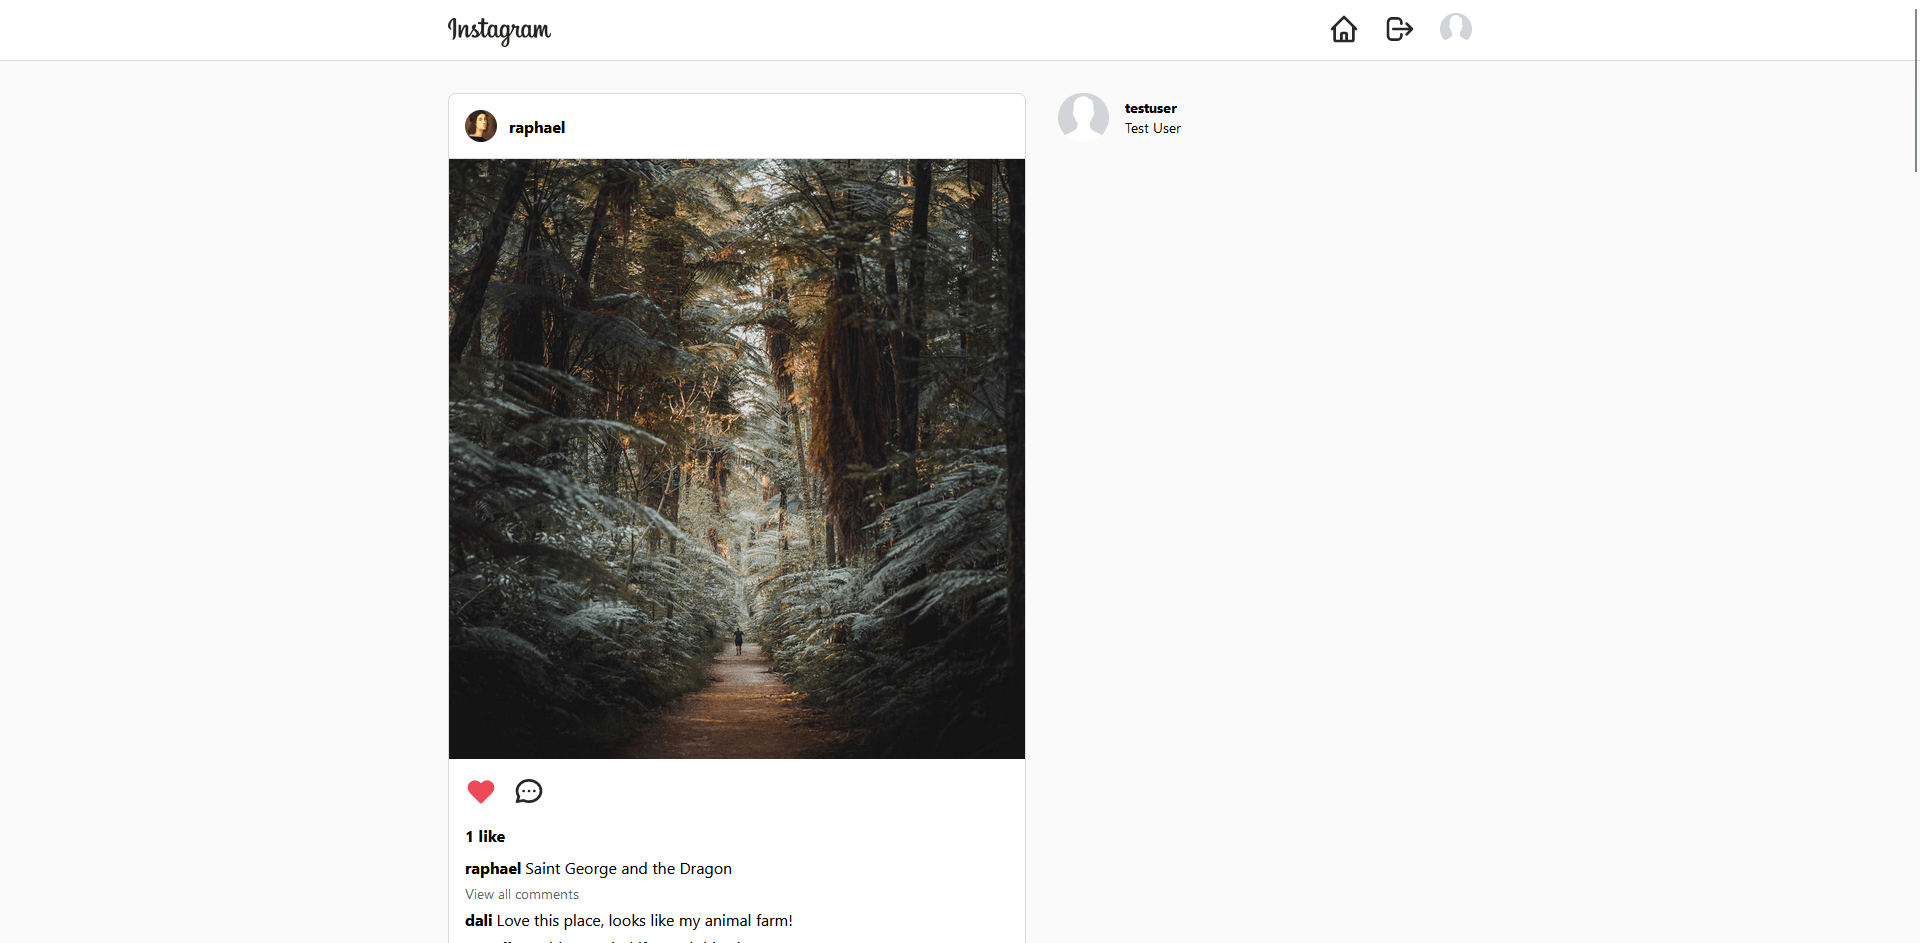 Instagram
raphael
testuser
Test User
1 like
raphael Saint George and the Dragon
View all comments
dali Love this place, looks like my animal farm!